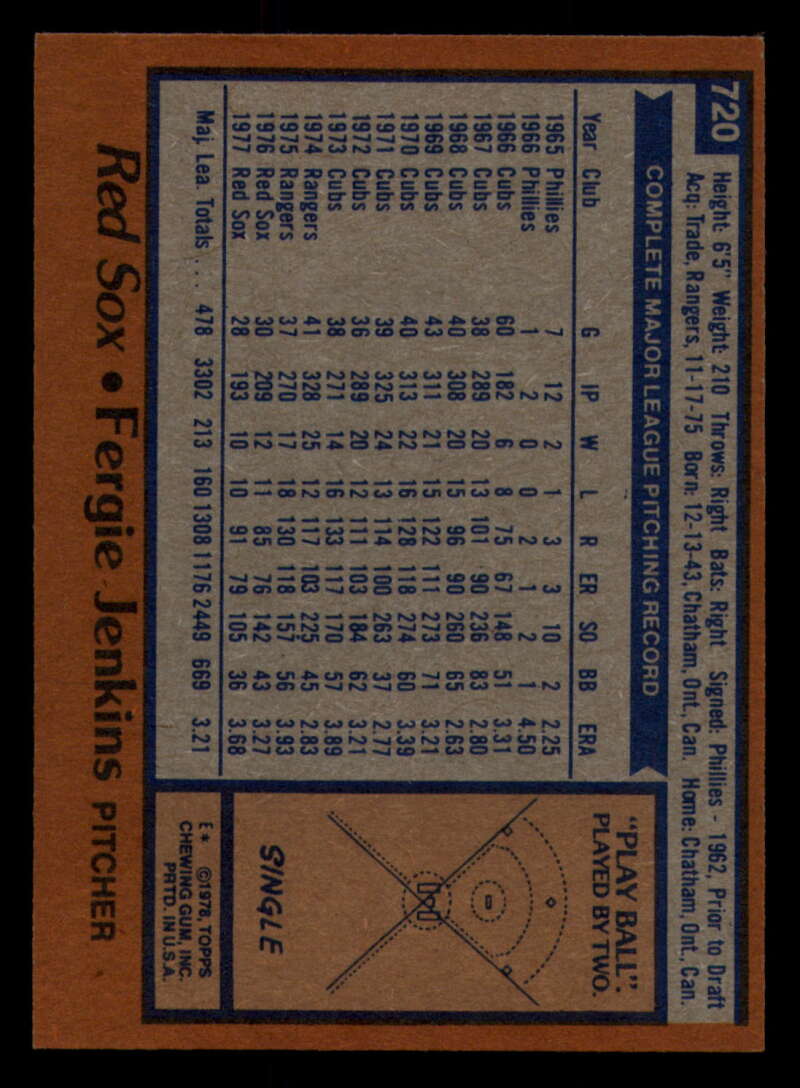 720
Height: 6'5" Weight: 210 Throws: Right Bats: Right Signed: Phillies - 1962, Prior to Draft
Acq: Trade, Rangers, 11-17-75 Born: 12-13-43, Chatham, Ont., Can. Home: Chatham, Ont., Can.
COMPLETE MAJOR LEAGUE PITCHING RECORD
Year Club G IP W L R ER SO BB ERA
1965 Phillies 7 12 2 1 3 3 10 2 2.25
1966 Phillies 1 2 0 0 2 1 2 1 4.50
1966 Cubs 60 182 6 8 75 67 148 51 3.31
1967 Cubs 38 289 20 13 101 90 236 83 2.80
1968 Cubs 40 308 20 15 96 90 260 65 2.63
1969 Cubs 43 311 21 15 122 111 273 71 3.21
1970 Cubs 40 313 22 16 128 118 274 60 3.39
1971 Cubs 39 325 24 13 114 100 263 37 2.77
1972 Cubs 36 289 20 12 111 103 184 62 3.21
1973 Cubs 38 271 14 16 133 117 170 57 3.89
1974 Rangers 41 328 25 12 117 103 225 45 2.83
1975 Rangers 37 270 17 18 130 118 157 56 3.93
1976 Red Sox 30 209 12 11 85 76 142 43 3.27
1977 Red Sox 28 193 10 10 91 79 105 36 3.68
Maj. Lea. Totals . . . 478 3302 213 160 1308 1176 2449 669 3.21
"PLAY BALL".
PLAYED BY TWO.
SINGLE
E* ©1978, TOPPS
CHEWING GUM, INC.
PRTD. IN U.S.A.
Red Sox • Fergie Jenkins PITCHER